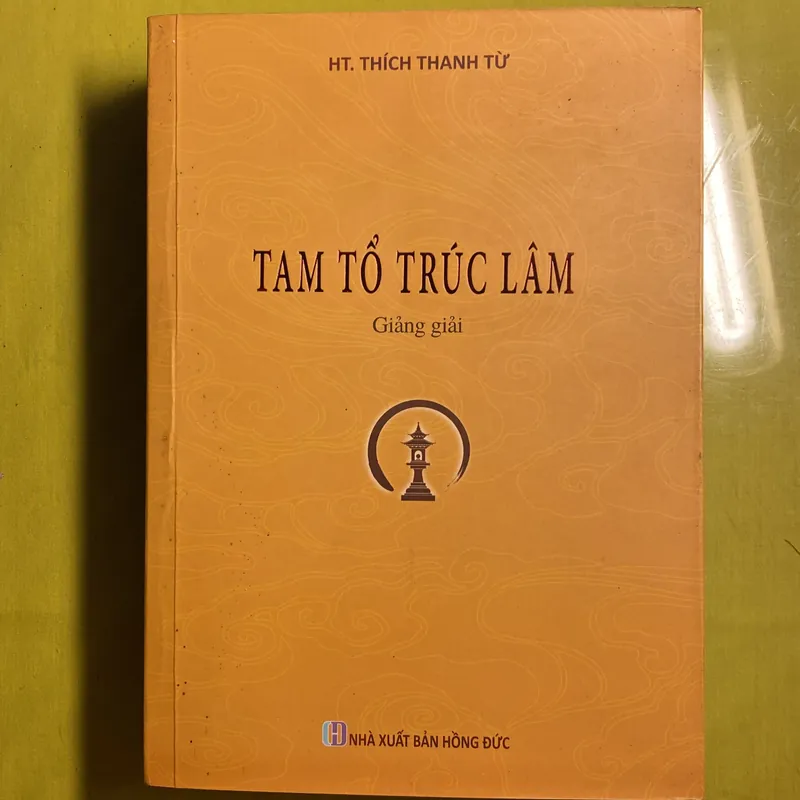 HT. THÍCH THANH TỪ
TAM TỔ TRÚC LÂM
Giảng giải
NHÀ XUẤT BẢN HỒNG ĐỨC